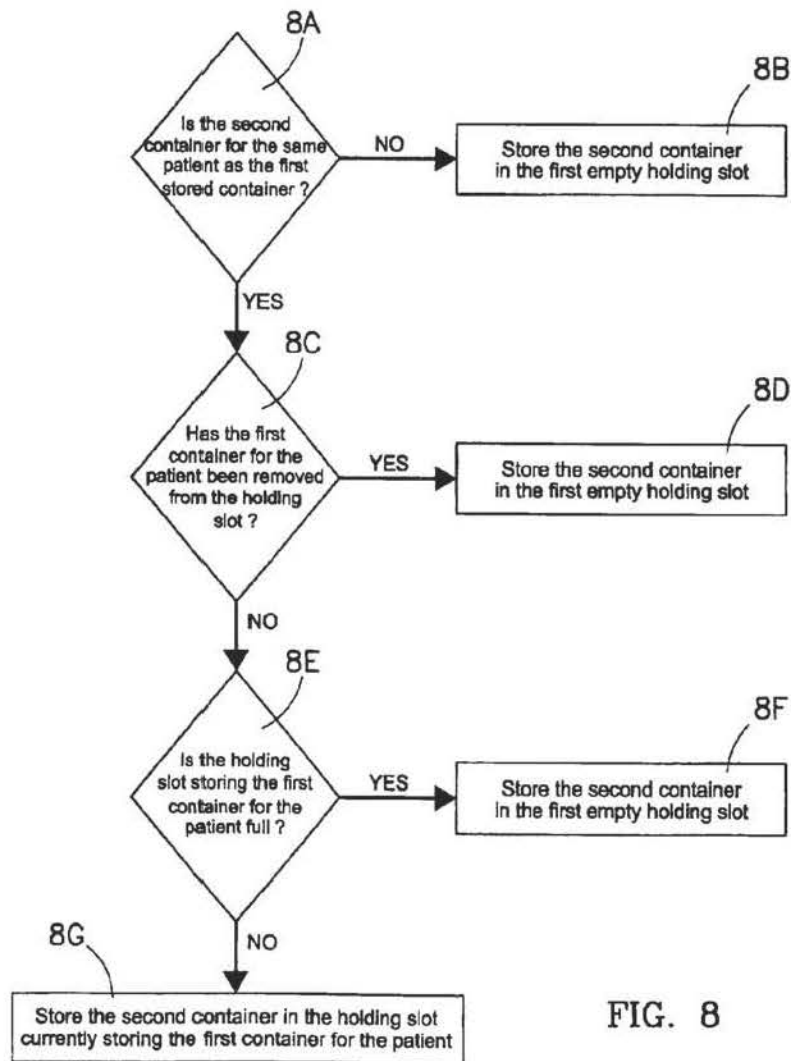 8A
Is the second
container for the same
patient as the first
stored container ?
NO
8B
Store the second container
in the first empty holding slot
YES
8C
Has the first
container for the
patient been removed
from the holding
slot ?
YES
8D
Store the second container
in the first empty holding slot
NO
8E
Is the holding
slot storing the first
container for the
patient full ?
YES
8F
Store the second container
in the first empty holding slot
NO
8G
Store the second container in the holding slot
currently storing the first container for the patient
FIG. 8